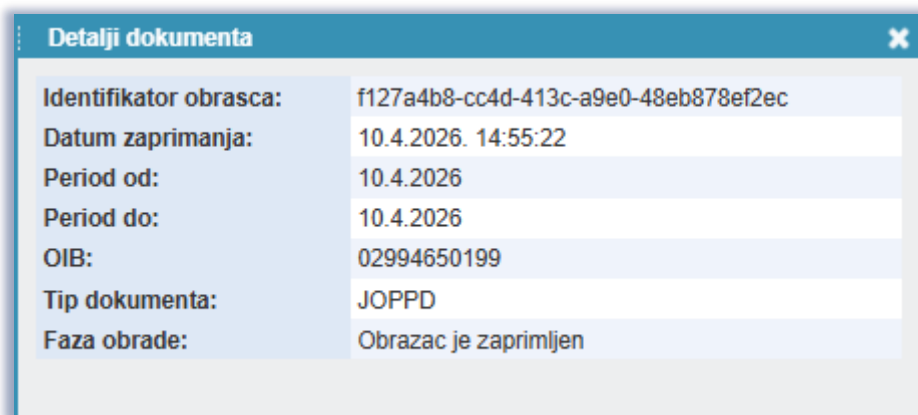 Detalji dokumenta
Identifikator obrasca: f127a4b8-cc4d-413c-a9e0-48eb878ef2ec
Datum zaprimanja: 10.4.2026. 14:55:22
Period od: 10.4.2026
Period do: 10.4.2026
OIB: 02994650199
Tip dokumenta: JOPPD
Faza obrade: Obrazac je zaprimljen